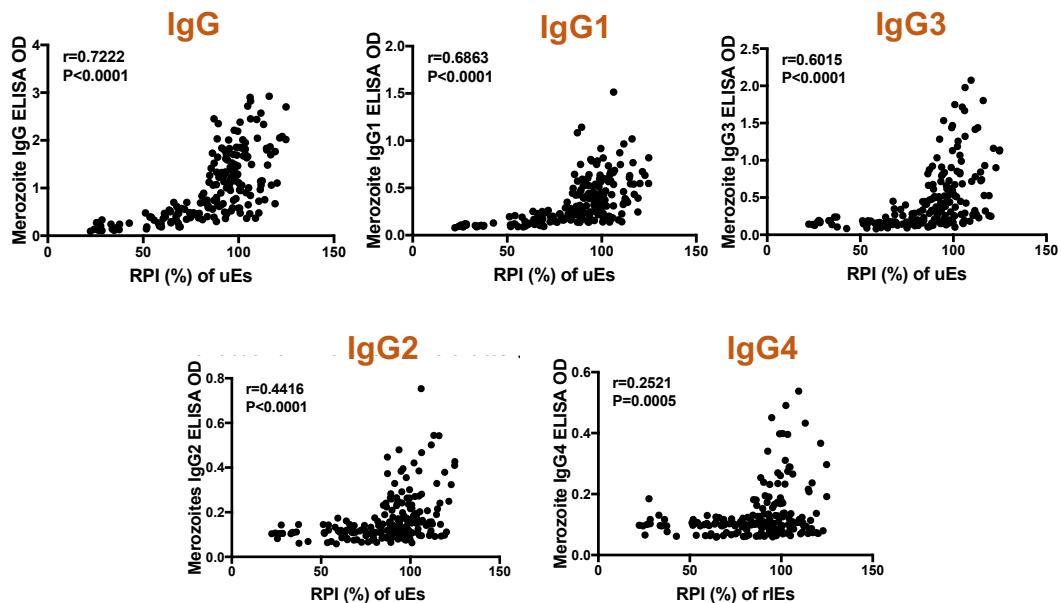 IgG
r=0.7222
P<0.0001
Merozoite IgG ELISA OD
4
3
2
1
0
0
50
100
150
RPI (%) of uEs
IgG1
r=0.6863
P<0.0001
Merozoite IgG1 ELISA OD
2.0
1.5
1.0
0.5
0.0
0
50
100
150
RPI (%) of uEs
IgG3
r=0.6015
P<0.0001
Merozoite IgG3 ELISA OD
2.5
2.0
1.5
1.0
0.5
0.0
0
50
100
150
RPI (%) of uEs
IgG2
r=0.4416
P<0.0001
Merozoites IgG2 ELISA OD
0.8
0.6
0.4
0.2
0.0
0
50
100
150
RPI (%) of uEs
IgG4
r=0.2521
P=0.0005
Merozoite IgG4 ELISA OD
0.6
0.4
0.2
0.0
0
50
100
150
RPI (%) of rIEs